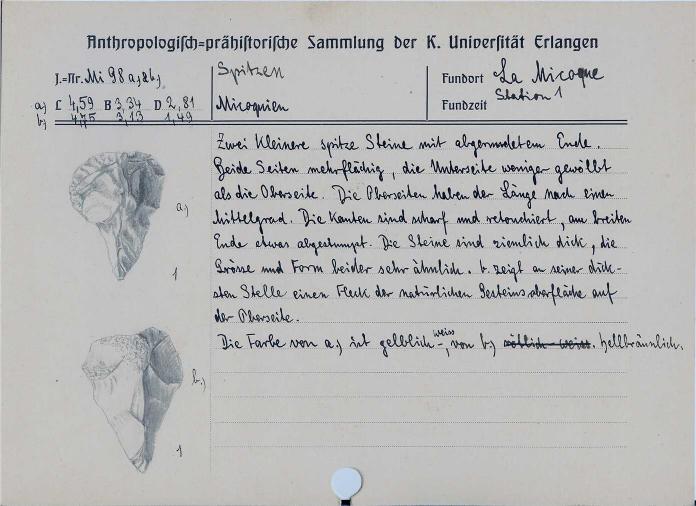 Anthropologisch=prähistorische Sammlung der K. Universität Erlangen
J.=Nr. Mi 98 a, & b,
Spitzen
Fundort La Micoque
Station 1
a) L 4,59 B 3,34 D 2,81
Micoquien
Fundzeit
b) 4,75 3,13 1,49
Zwei kleinere spitze Steine mit abgerundetem Ende.
Beide Seiten mehrflächig, die Unterseite weniger gewölbt
als die Oberseite. Die Oberseiten haben der Länge nach einen
Mittelgrad. Die Kanten sind scharf und retouchiert, am breiten
Ende etwas abgestumpft. Die Steine sind ziemlich dick, die
Grösse und Form beider sehr ähnlich. b. zeigt an seiner dick-
sten Stelle einen Fleck der natürlichen Gesteinsoberfläche auf
der Oberseite.
Die Farbe von a) ist gelblich-weiss, von b) rötlich-weiss. hellbräunlich.
a)
1
b.)
1